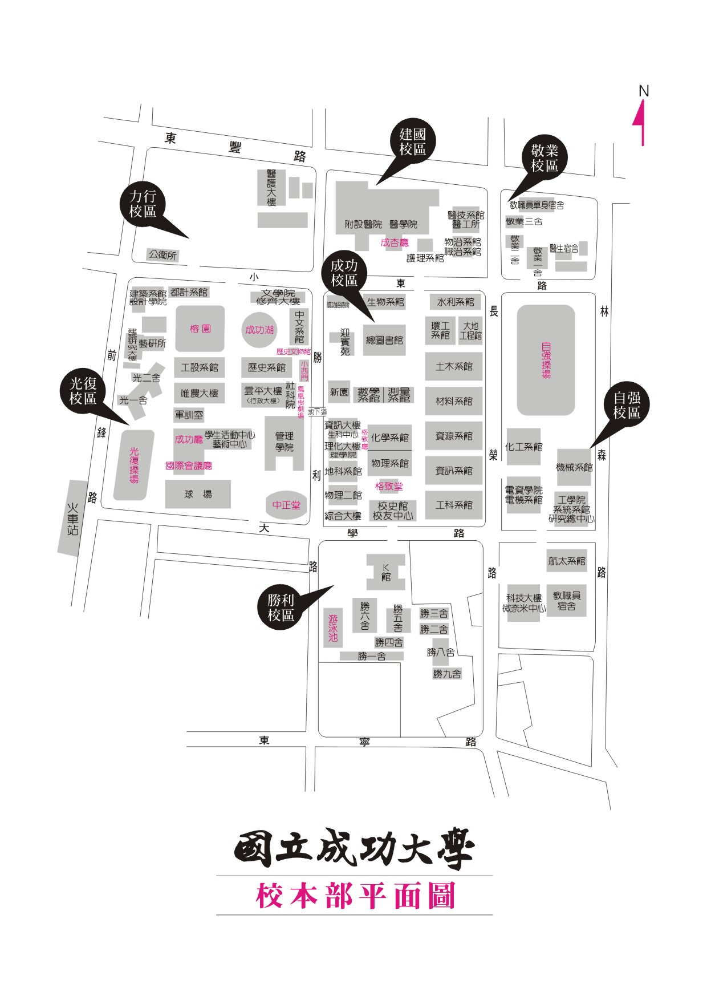 N
東豐路
建國
校區
敬業
校區
力行
校區
醫護大樓
公衛所
附設醫院 醫學院
成杏廳
護理系館
醫技系館
醫工所
物治系館
職治系館
教職員單身宿舍
敬業三舍
敬業二舍
敬業一舍
醫生宿舍
成功
校區
小東路
建築系館
設計學院
都計系館
文學院
修齊大樓
中文系館
榕園
成功湖
建築研究大樓
藝研所
歷史文物館
工設系館
歷史系館
小西門
光二舍
光一舍
唯農大樓
雲平大樓
(行政大樓)
社科院
鳳凰樹劇場
地下道
軍訓室
成功廳
學生活動中心
藝術中心
國際會議廳
管理
學院
光復
校區
光復操場
球場
中正堂
火車站
前鋒路
勝利路
成功招待所
生物系館
水利系館
迎賓苑
總圖書館
環工
系館
大地
工程館
土木系館
新園
數學
系館
測量
系館
材料系館
資訊大樓
生科中心
理化大樓
理學院
格致廳
化學系館
資源系館
物理系館
地科系館
資訊系館
格致堂
物理二館
校史館
校友中心
工科系館
綜合大樓
大學路
長榮路
林森路
自強操場
自強
校區
化工系館
機械系館
電資學院
電機系館
工學院
系統系館
研究總中心
航太系館
科技大樓
微奈米中心
教職員
宿舍
勝利
校區
K館
游泳池
勝六舍
勝五舍
勝三舍
勝二舍
勝四舍
勝一舍
勝八舍
勝九舍
東寧路
國立成功大學
校本部平面圖